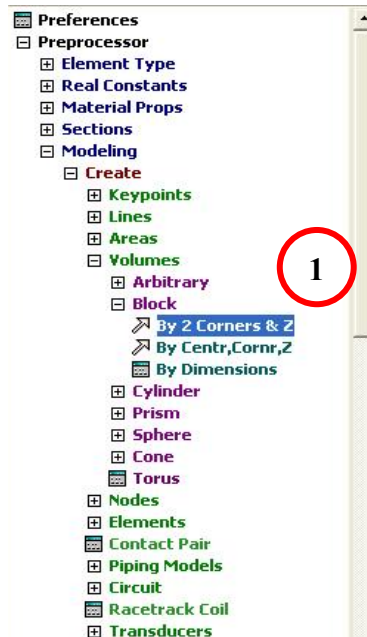 Preferences
Preprocessor
Element Type
Real Constants
Material Props
Sections
Modeling
Create
Keypoints
Lines
Areas
Volumes
1
Arbitrary
Block
By 2 Corners & Z
By Centr,Cornr,Z
By Dimensions
Cylinder
Prism
Sphere
Cone
Torus
Nodes
Elements
Contact Pair
Piping Models
Circuit
Racetrack Coil
Transducers